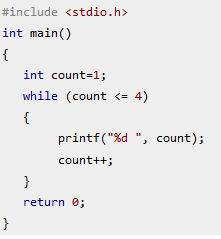 #include <stdio.h>
int main()
{
   int count=1;
   while (count <= 4)
   {
        printf("%d ", count);
        count++;
   }
   return 0;
}